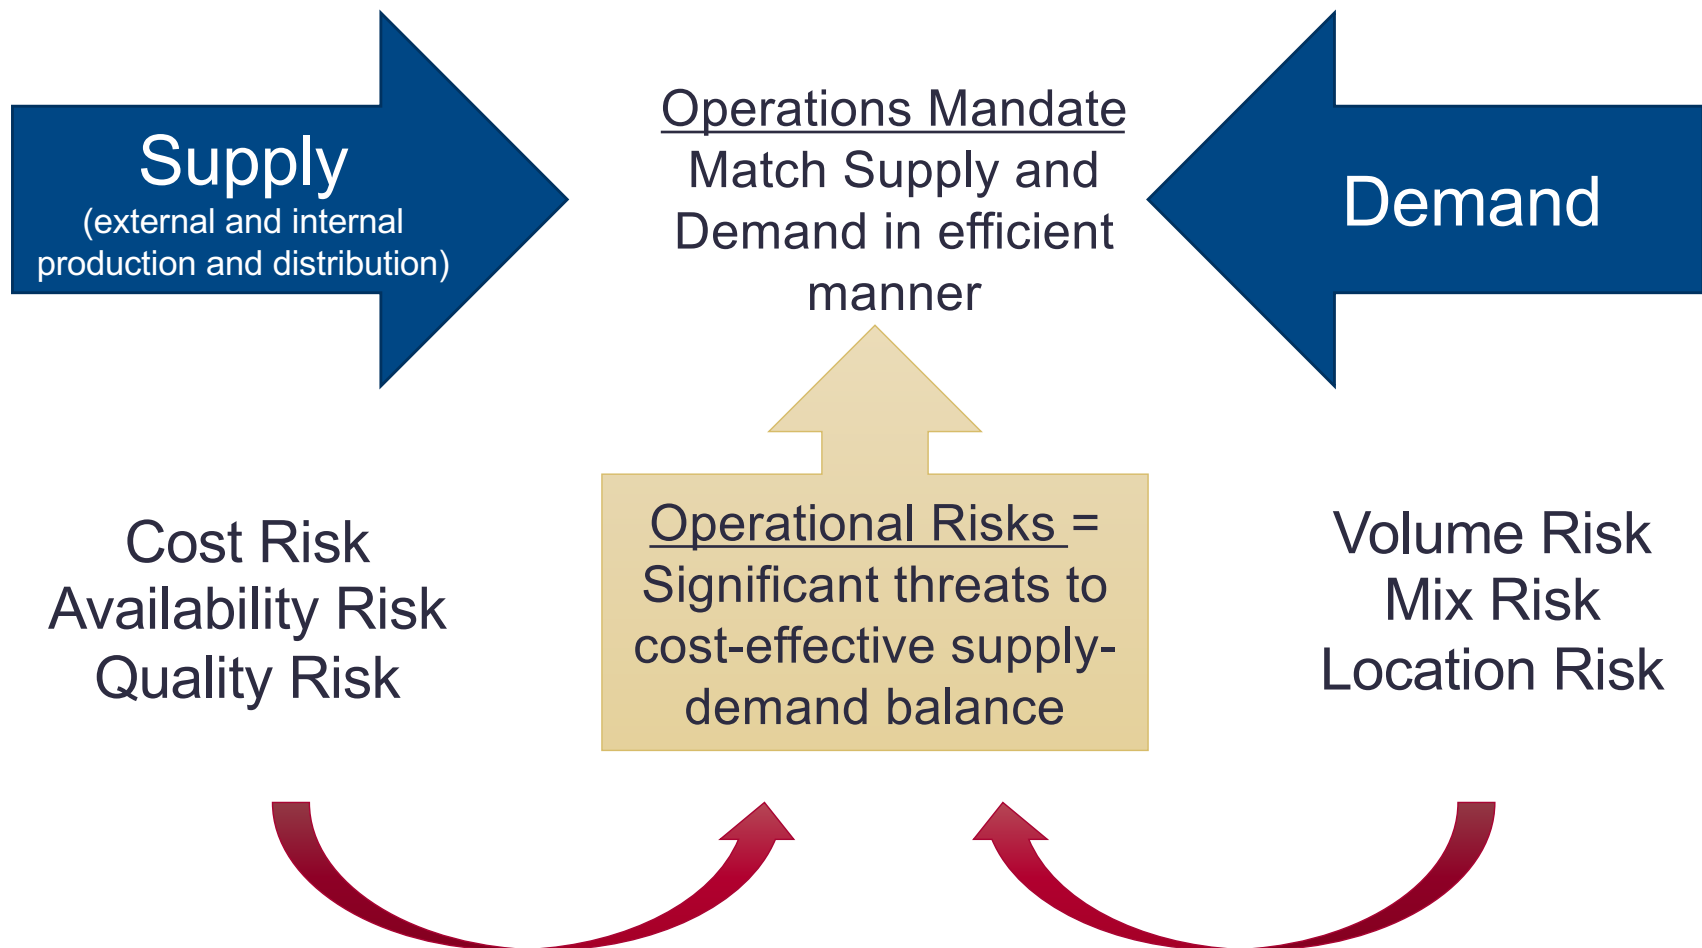 Supply
(external and internal
production and distribution)
Operations Mandate
Match Supply and
Demand in efficient
manner
Demand
Cost Risk
Availability Risk
Quality Risk
Operational Risks =
Significant threats to
cost-effective supply-
demand balance
Volume Risk
Mix Risk
Location Risk